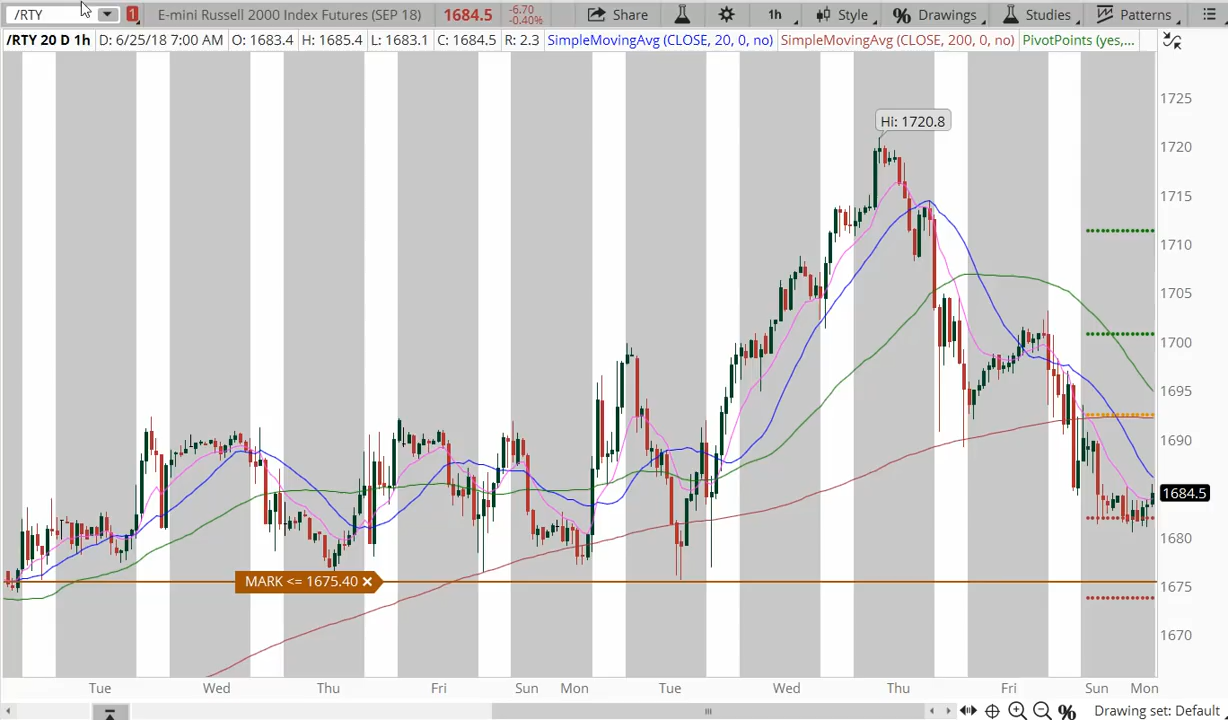 /RTY 1 E-mini Russell 2000 Index Futures (SEP 18) 1684.5 -6.70 -0.40% Share 1h Style Drawings Studies Patterns
/RTY 20 D 1h D: 6/25/18 7:00 AM O: 1683.4 H: 1685.4 L: 1683.1 C: 1684.5 R: 2.3 SimpleMovingAvg (CLOSE, 20, 0, no) SimpleMovingAvg (CLOSE, 200, 0, no) PivotPoints (yes,...
1725
Hi: 1720.8
1720
1715
1710
1705
1700
1695
1690
1684.5
1680
MARK <= 1675.40
1675
1670
Tue Wed Thu Fri Sun Mon Tue Wed Thu Fri Sun Mon
Drawing set: Default